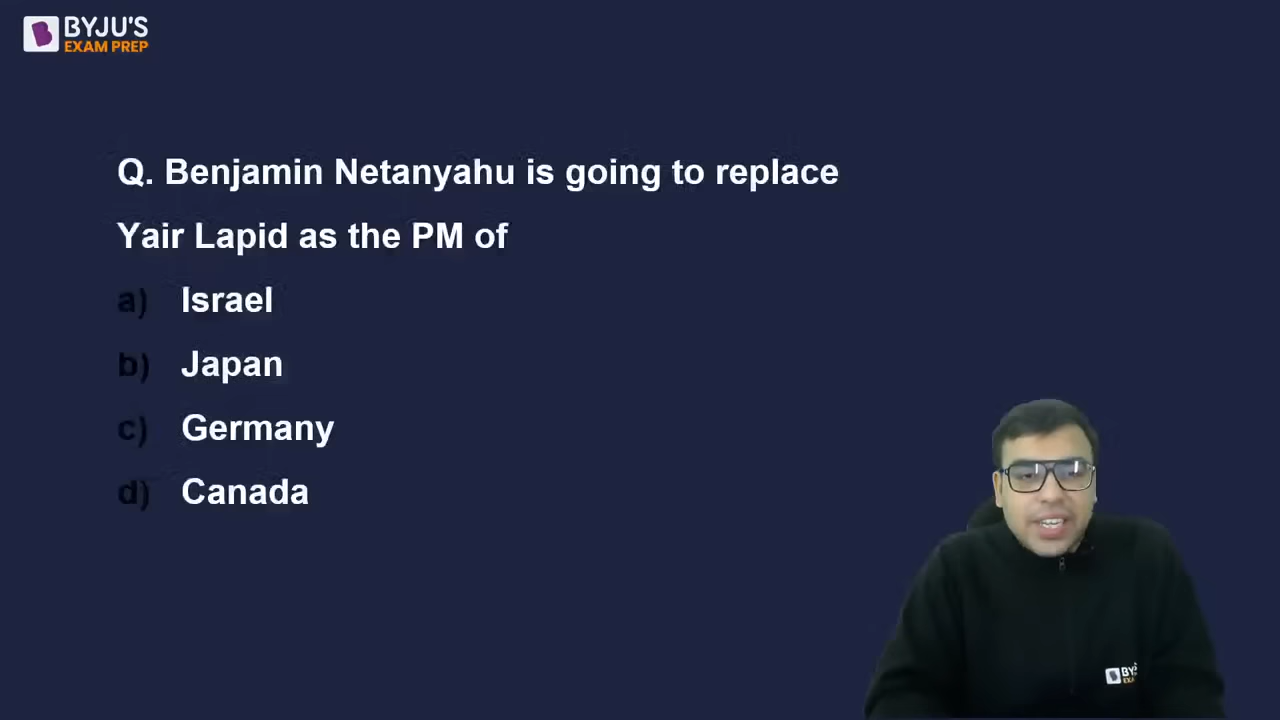 BYJU'S
EXAM PREP
Q. Benjamin Netanyahu is going to replace
Yair Lapid as the PM of
a) Israel
b) Japan
c) Germany
d) Canada